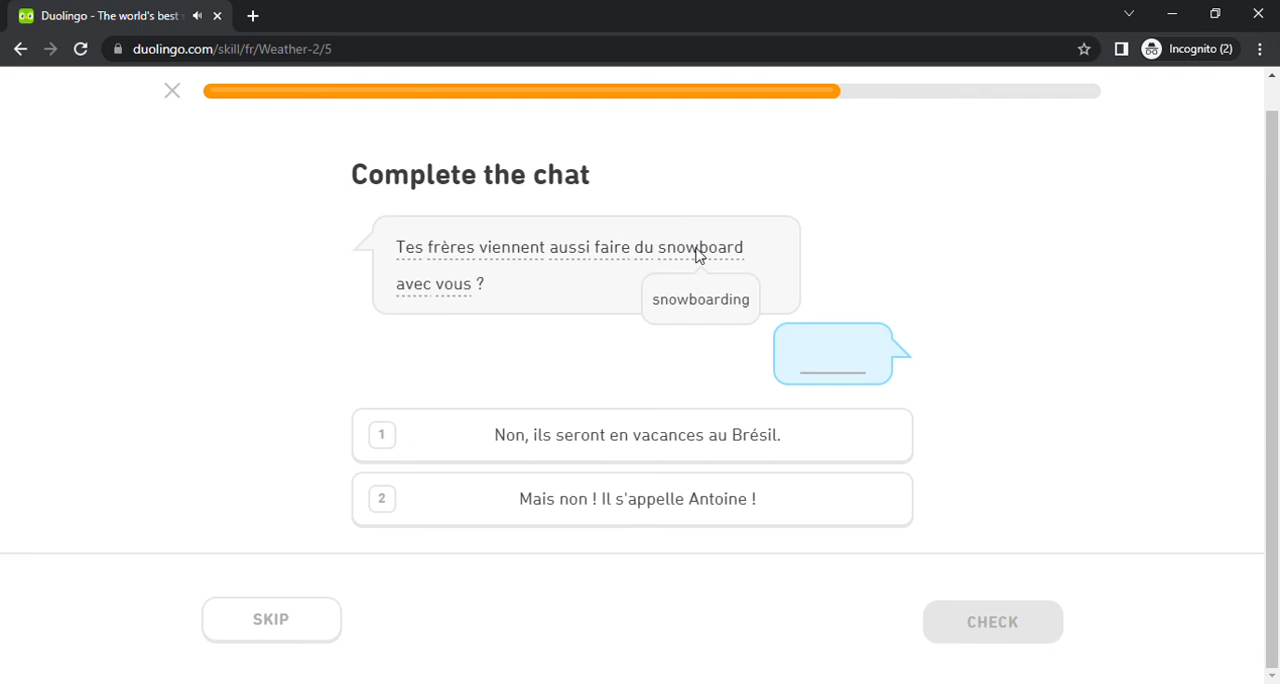 Duolingo - The world's best
duolingo.com/skill/fr/Weather-2/5
Incognito (2)
Complete the chat
Tes frères viennent aussi faire du snowboard
avec vous ?
snowboarding
1 Non, ils seront en vacances au Brésil.
2 Mais non ! Il s'appelle Antoine !
SKIP
CHECK